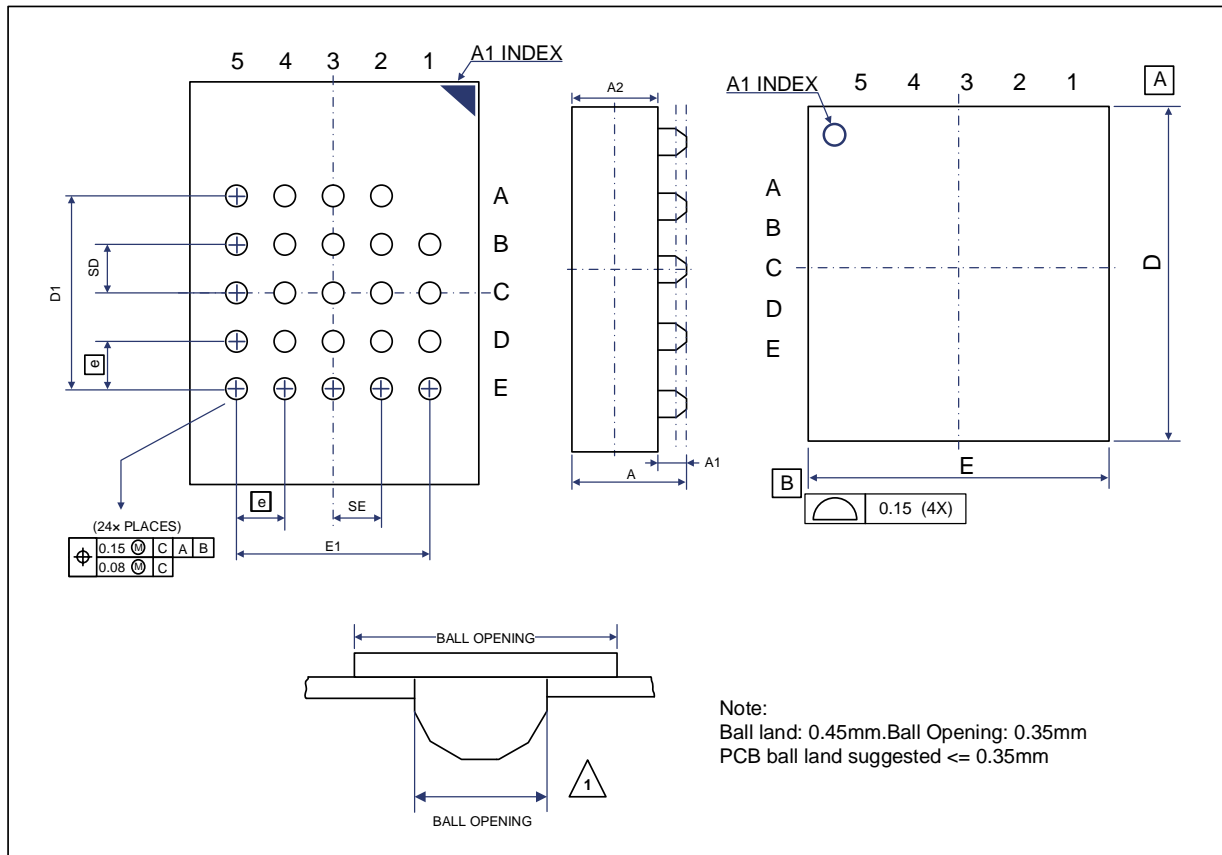 A1 INDEX
5 4 3 2 1
A
B
C
D
E
D1
SD
e
e
SE
E1
(24x PLACES)
0.15 M C A B
0.08 M C
A2
A1
A
A1 INDEX
5 4 3 2 1
A
A
B
C
D
E
D
E
B
0.15 (4X)
BALL OPENING
BALL OPENING
1
Note:
Ball land: 0.45mm.Ball Opening: 0.35mm
PCB ball land suggested <= 0.35mm